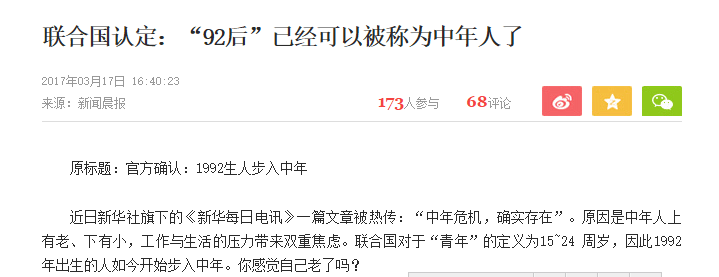 联合国认定：“92后”已经可以被称为中年人了
2017年03月17日 16:40:23
来源：新闻晨报
173人参与 68评论
原标题：官方确认：1992生人步入中年
近日新华社旗下的《新华每日电讯》一篇文章被热传：“中年危机，确实存在”。原因是中年人上
有老、下有小，工作与生活的压力带来双重焦虑。联合国对于“青年”的定义为15~24 周岁，因此1992
年出生的人如今开始步入中年。你感觉自己老了吗？